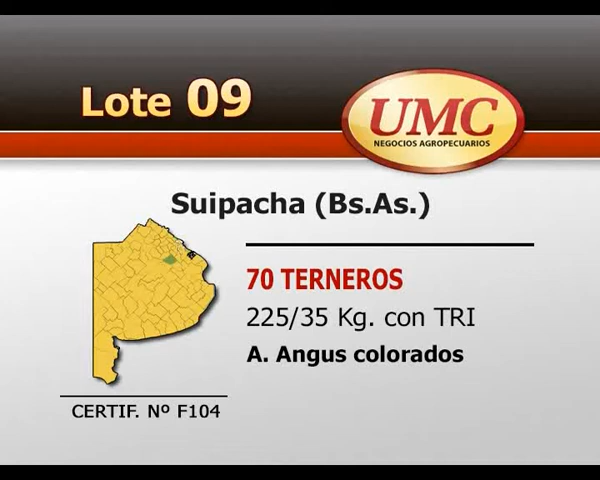 Lote 09
UMC
NEGOCIOS AGROPECUARIOS
Suipacha (Bs.As.)
70 TERNEROS
225/35 Kg. con TRI
A. Angus colorados
CERTIF. Nº F104